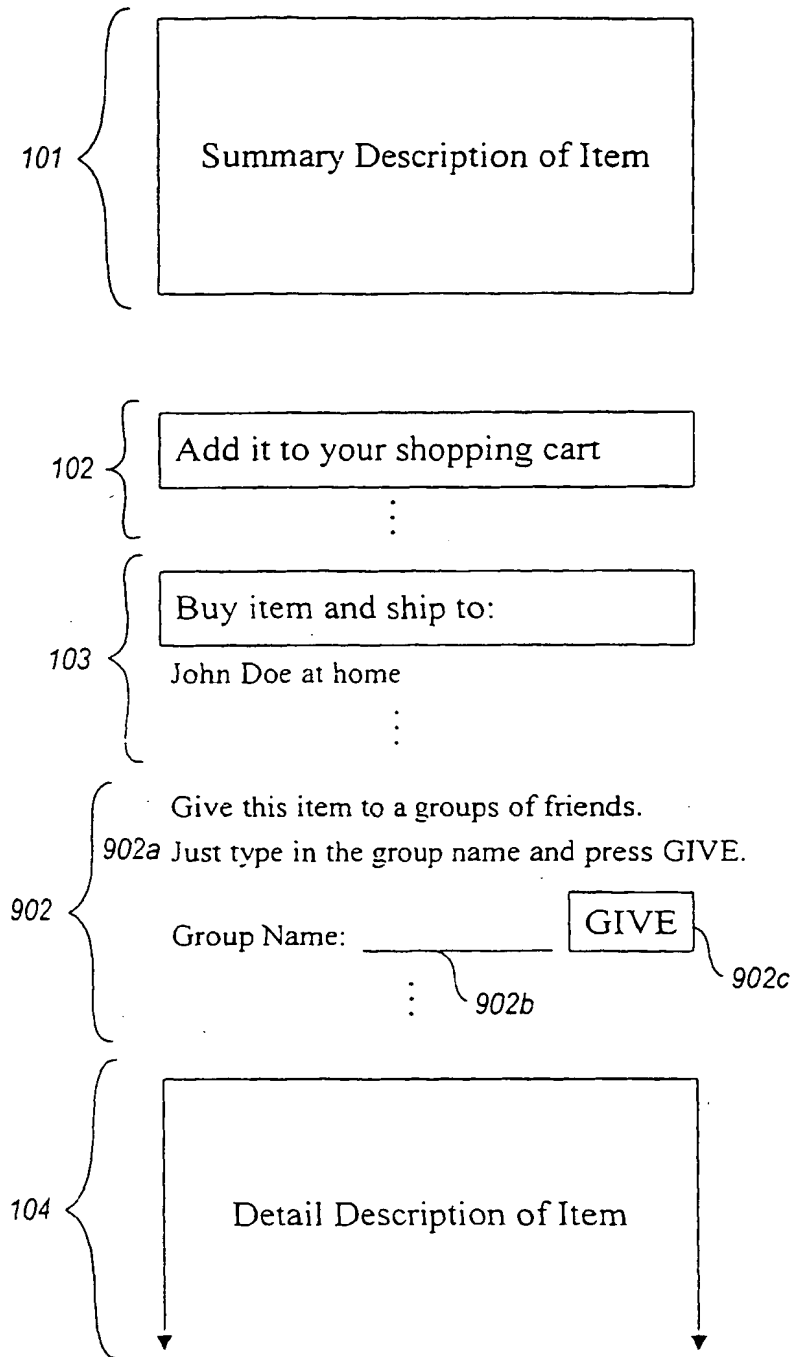 101
Summary Description of Item
102
Add it to your shopping cart
103
Buy item and ship to:
John Doe at home
902
Give this item to a groups of friends.
902a Just type in the group name and press GIVE.
Group Name: GIVE
902b
902c
104
Detail Description of Item